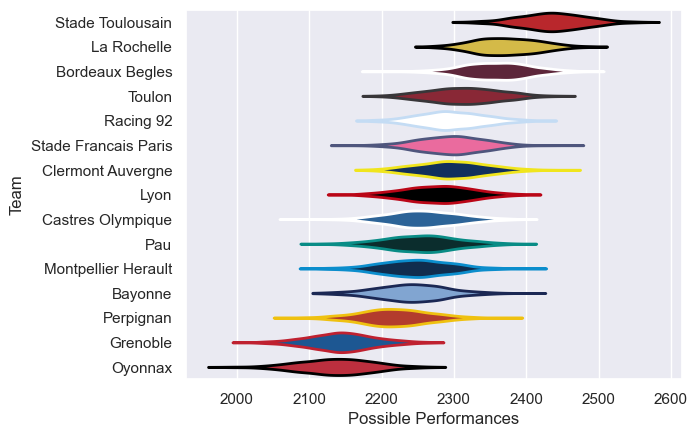 Stade Toulousain
La Rochelle
Bordeaux Begles
Toulon
Racing 92
Stade Francais Paris
Clermont Auvergne
Lyon
Castres Olympique
Pau
Montpellier Herault
Bayonne
Perpignan
Grenoble
Oyonnax
Team
2000 2100 2200 2300 2400 2500 2600
Possible Performances